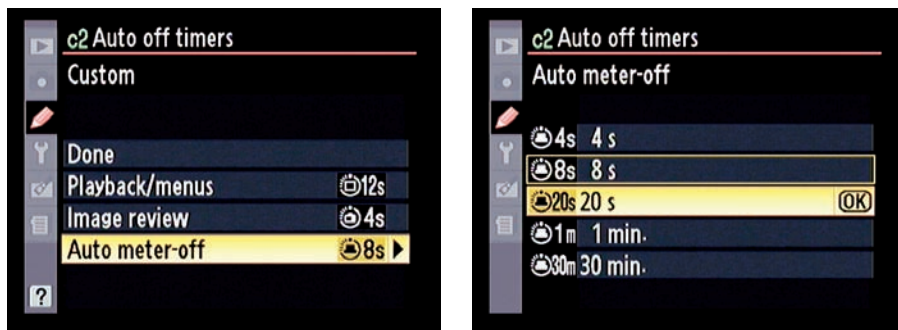 c2 Auto off timers
Custom
Done
Playback/menus 12s
Image review 4s
Auto meter-off 8s
?
c2 Auto off timers
Auto meter-off
4s 4 s
8s 8 s
20s 20 s OK
1m 1 min.
30m 30 min.